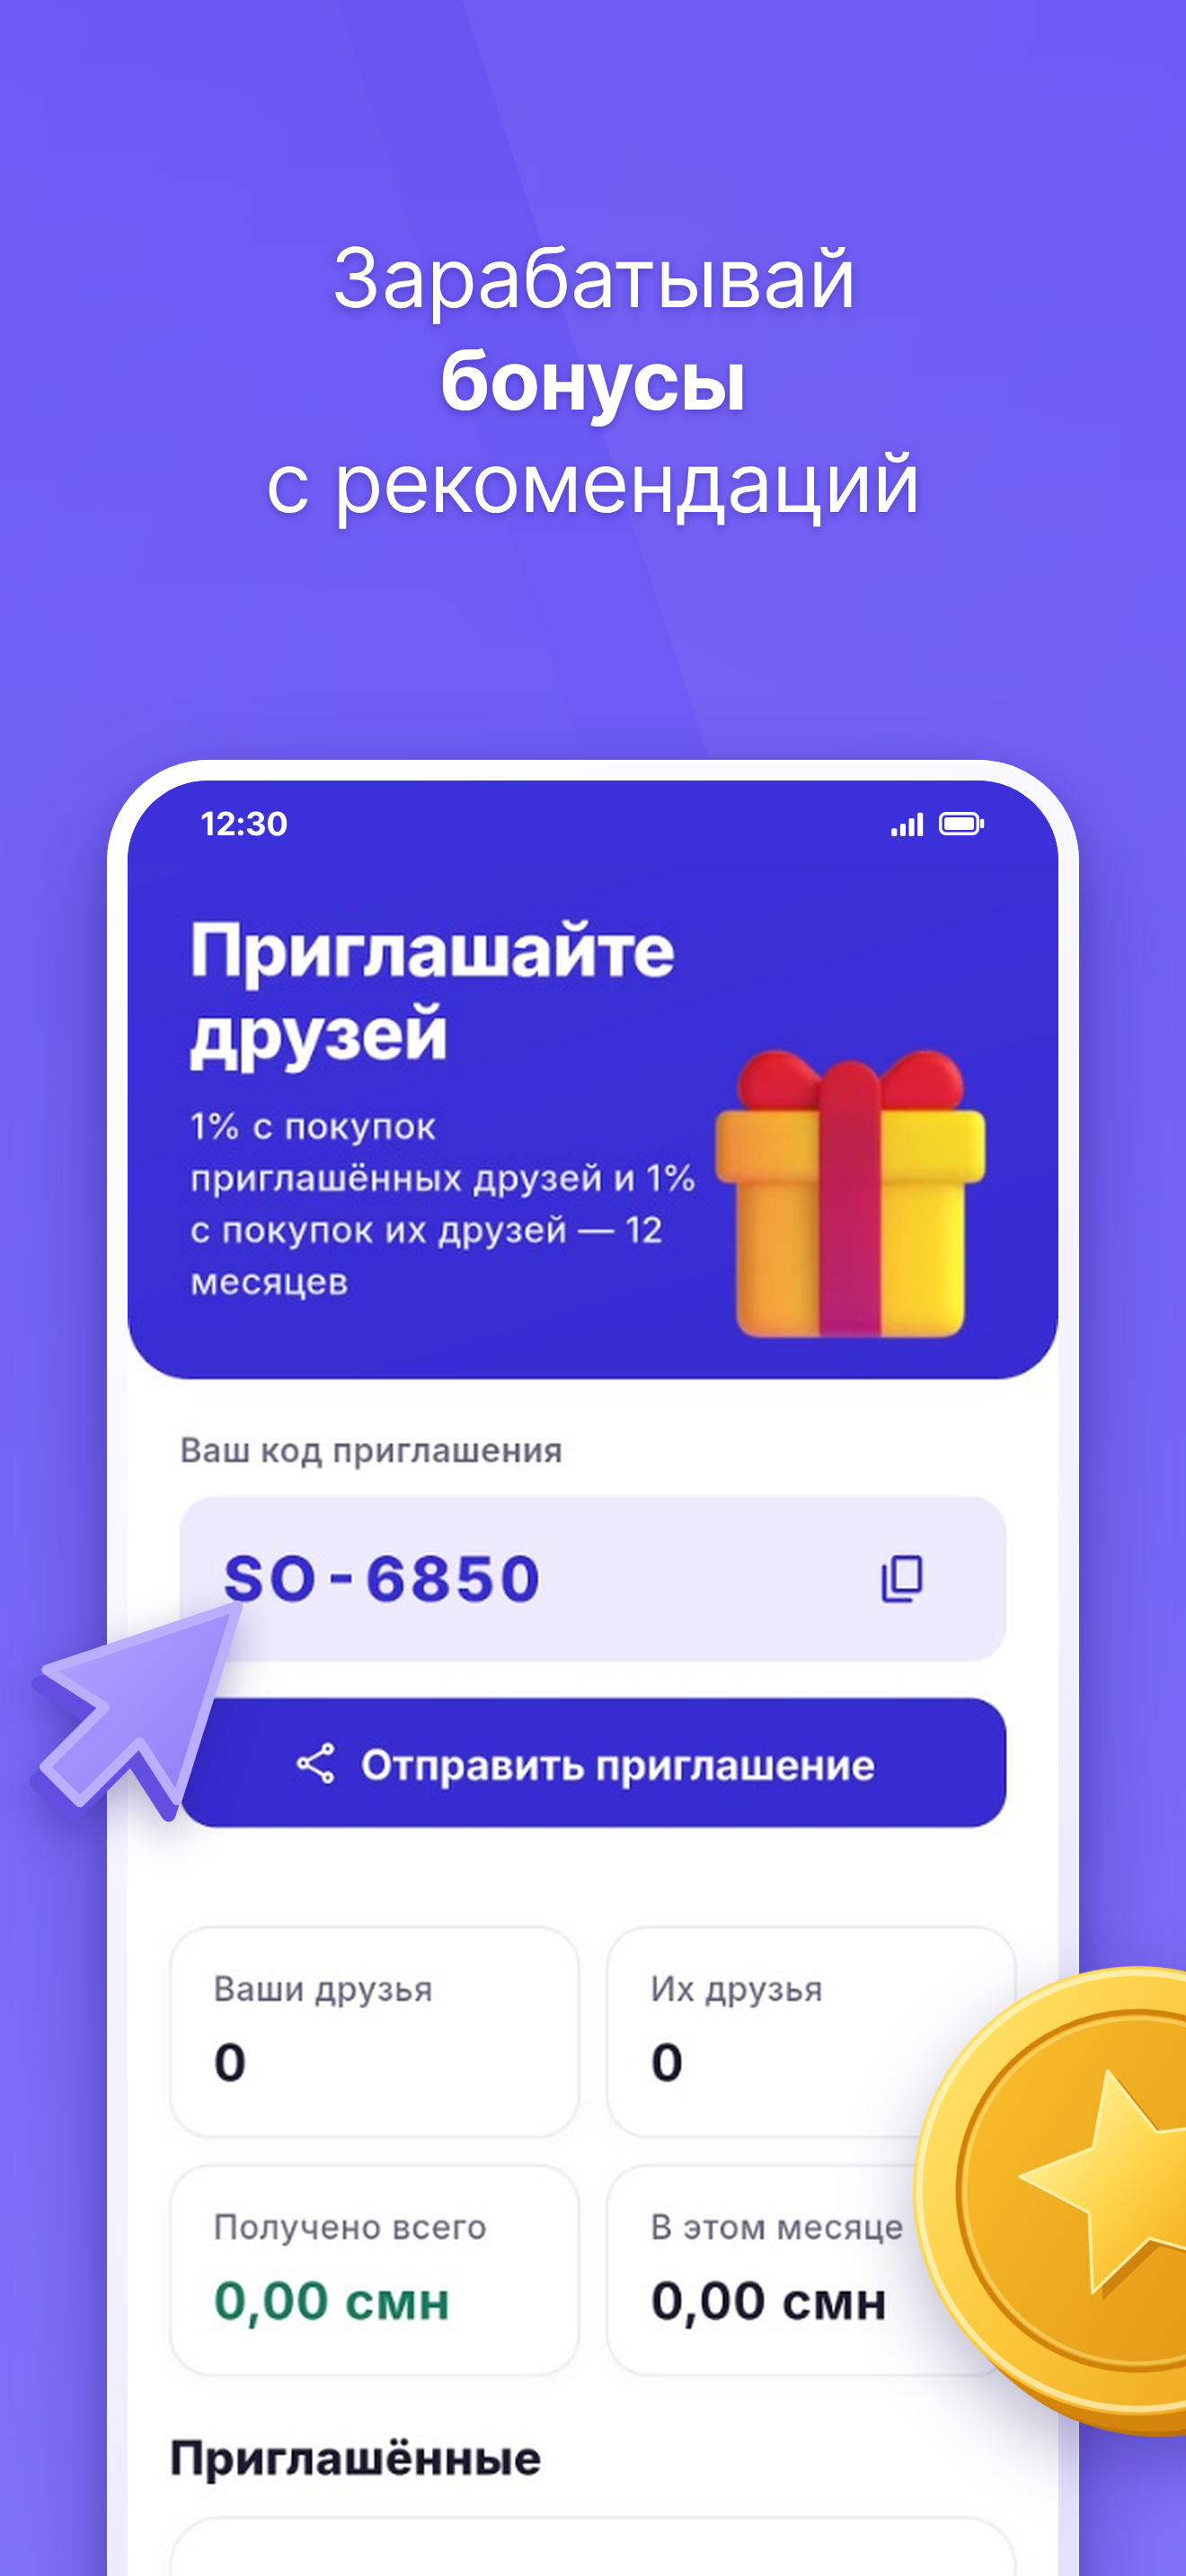 Зарабатывай
бонусы
с рекомендаций
12:30
Приглашайте
друзей
1% с покупок
приглашённых друзей и 1%
с покупок их друзей — 12
месяцев
Ваш код приглашения
SO-6850
Отправить приглашение
Ваши друзья
0
Их друзья
0
Получено всего
0,00 смн
В этом месяце
0,00 смн
Приглашённые